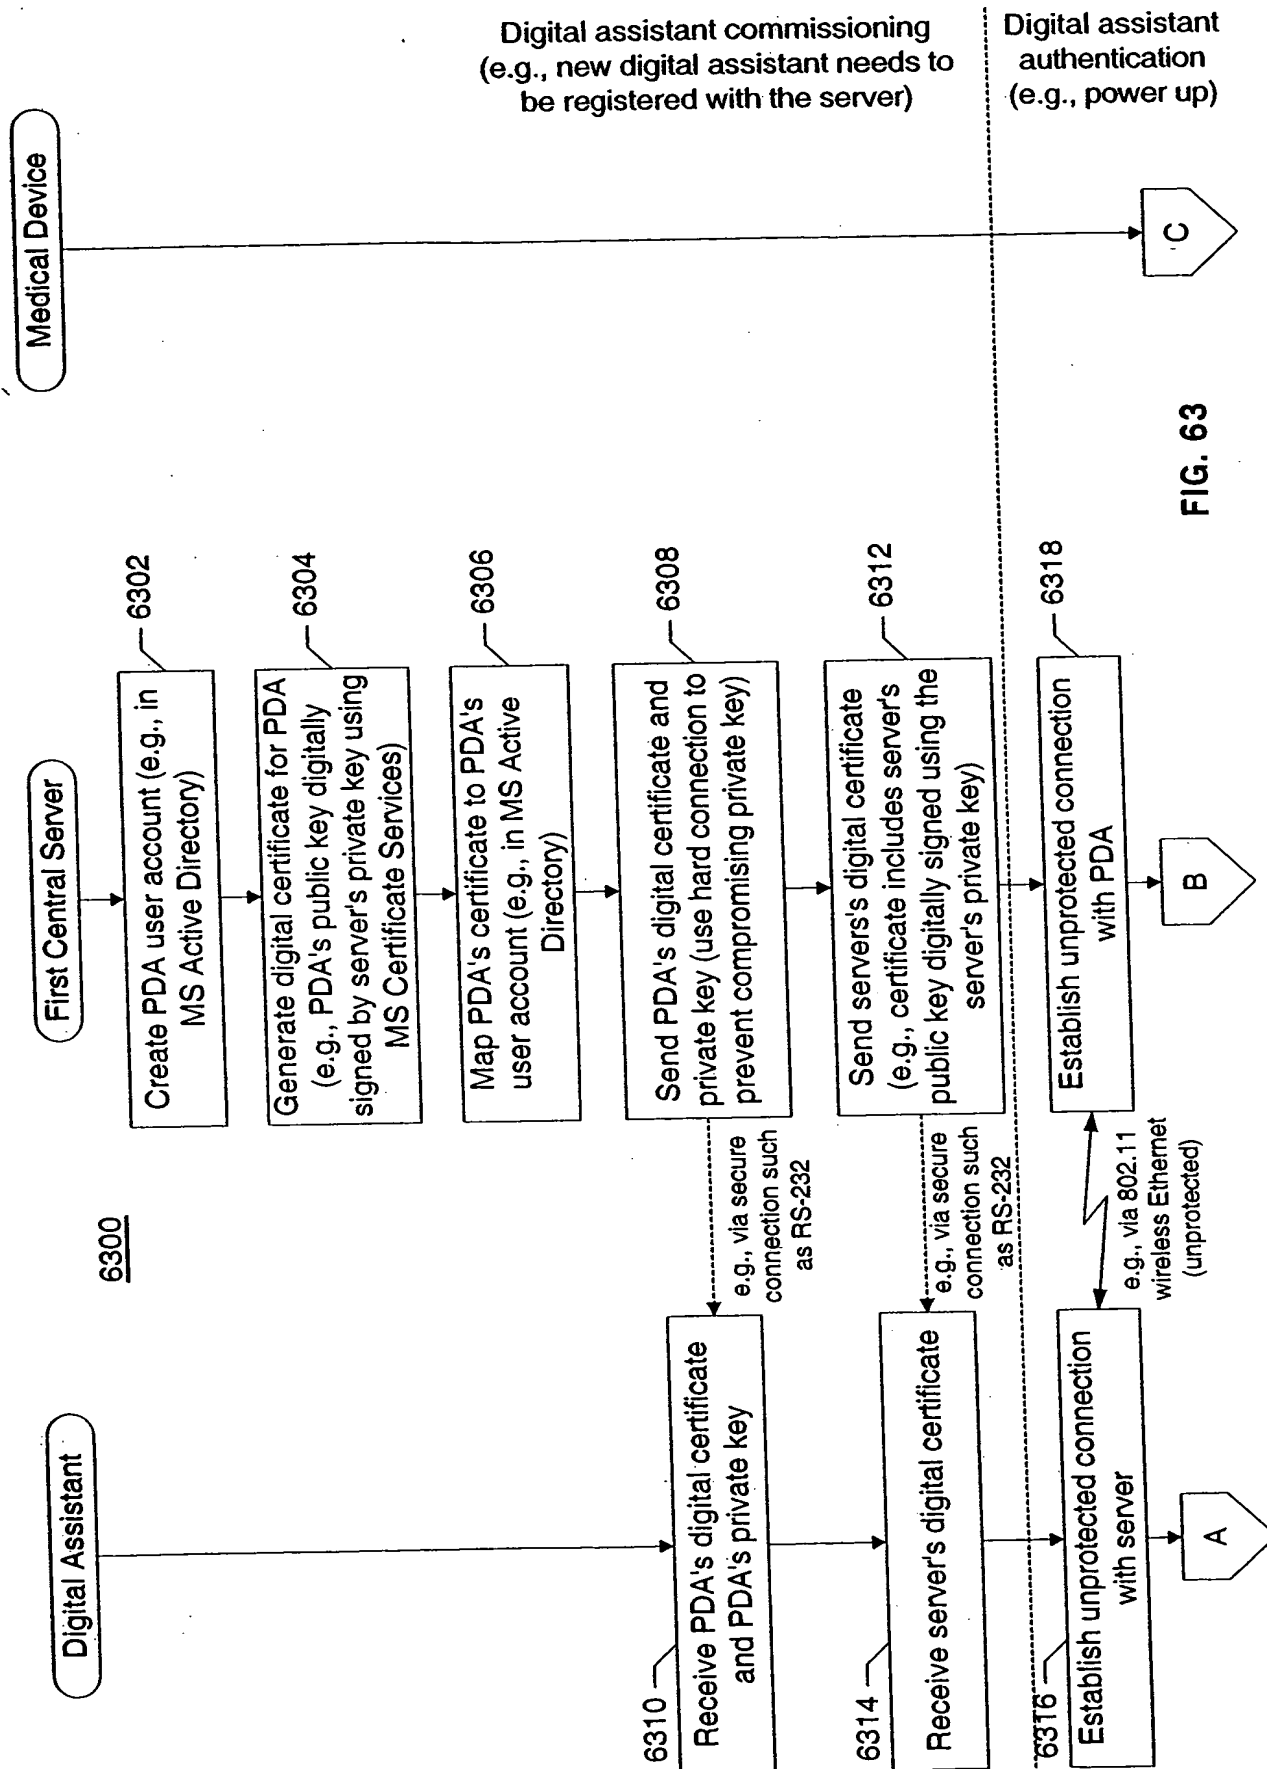 Digital Assistant
First Central Server
Medical Device
6300
Create PDA user account (e.g., in
MS Active Directory)
6302
Generate digital certificate for PDA
(e.g., PDA's public key digitally
signed by server's private key using
MS Certificate Services)
6304
Map PDA's certificate to PDA's
user account (e.g., in MS Active
Directory)
6306
Send PDA's digital certificate and
private key (use hard connection to
prevent compromising private key)
6308
e.g., via secure
connection such
as RS-232
6310
Receive PDA's digital certificate
and PDA's private key
Send servers's digital certificate
(e.g., certificate includes server's
public key digitally signed using the
server's private key)
6312
e.g., via secure
connection such
as RS-232
6314
Receive server's digital certificate
Digital assistant commissioning
(e.g., new digital assistant needs to
be registered with the server)
Digital assistant
authentication
(e.g., power up)
6316
Establish unprotected connection
with server
e.g., via 802.11
wireless Ethernet
(unprotected)
Establish unprotected connection
with PDA
6318
A
B
C
FIG. 63